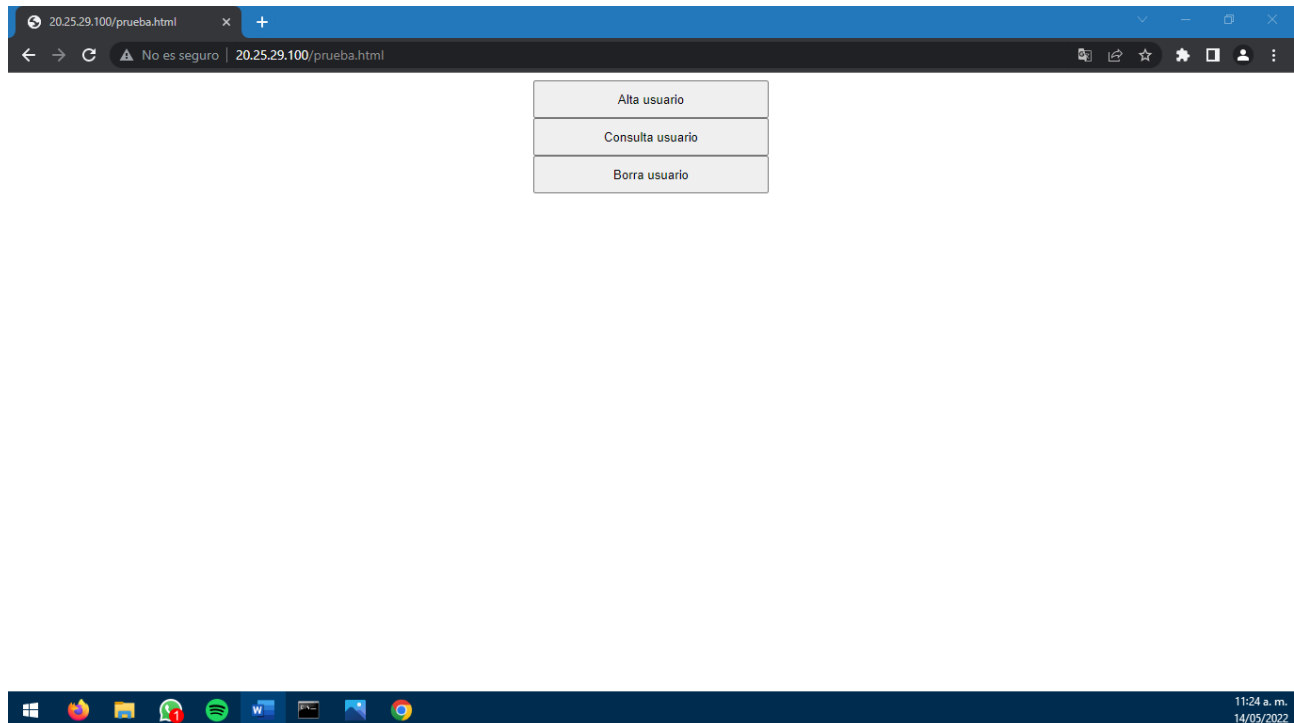 20.25.29.100/prueba.html
No es seguro | 20.25.29.100/prueba.html
Alta usuario
Consulta usuario
Borra usuario
1
W
11:24 a. m.
14/05/2022